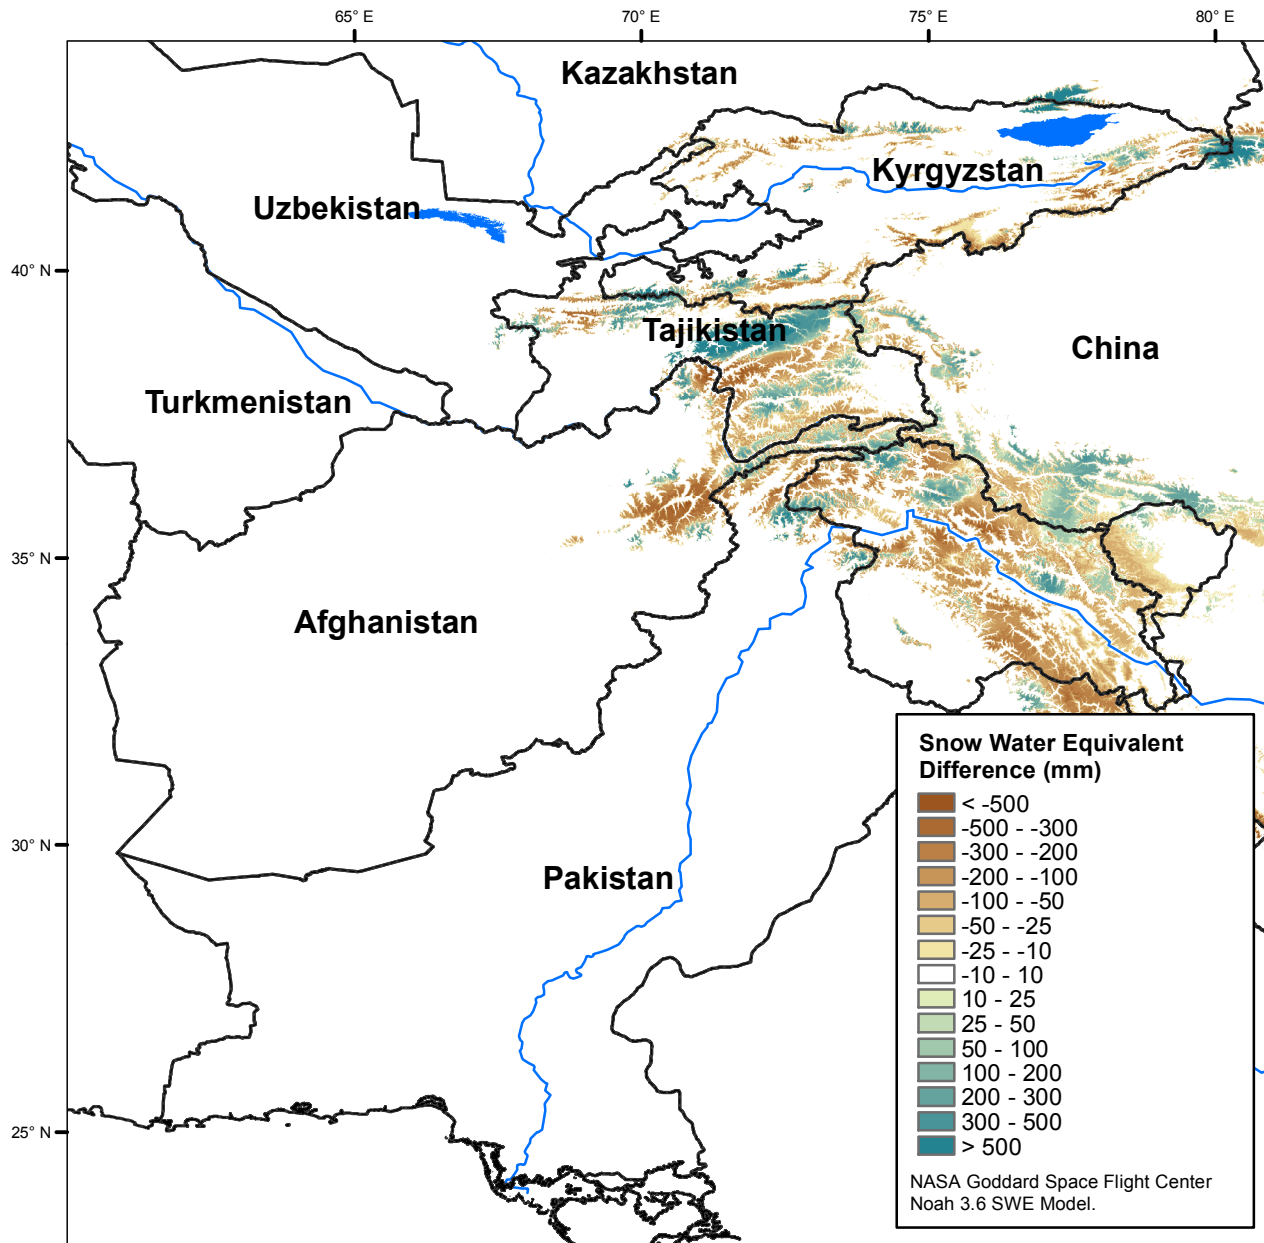 65° E
70° E
75° E
80° E
Kazakhstan
Kyrgyzstan
Uzbekistan
40° N
Tajikistan
China
Turkmenistan
35° N
Afghanistan
30° N
Pakistan
25° N
Snow Water Equivalent
Difference (mm)
< -500
-500 - -300
-300 - -200
-200 - -100
-100 - -50
-50 - -25
-25 - -10
-10 - 10
10 - 25
25 - 50
50 - 100
100 - 200
200 - 300
300 - 500
> 500
NASA Goddard Space Flight Center
Noah 3.6 SWE Model.